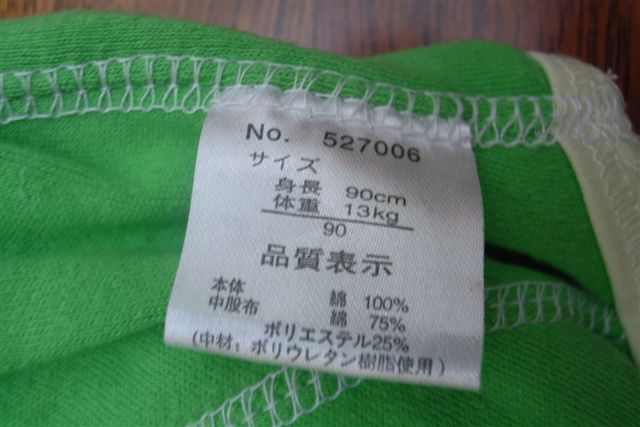 No. 527006
サイズ
身長 90cm
体重 13kg
90
品質表示
本体 綿 100%
中股布 綿 75%
ポリエステル25%
(中材:ポリウレタン樹脂使用)